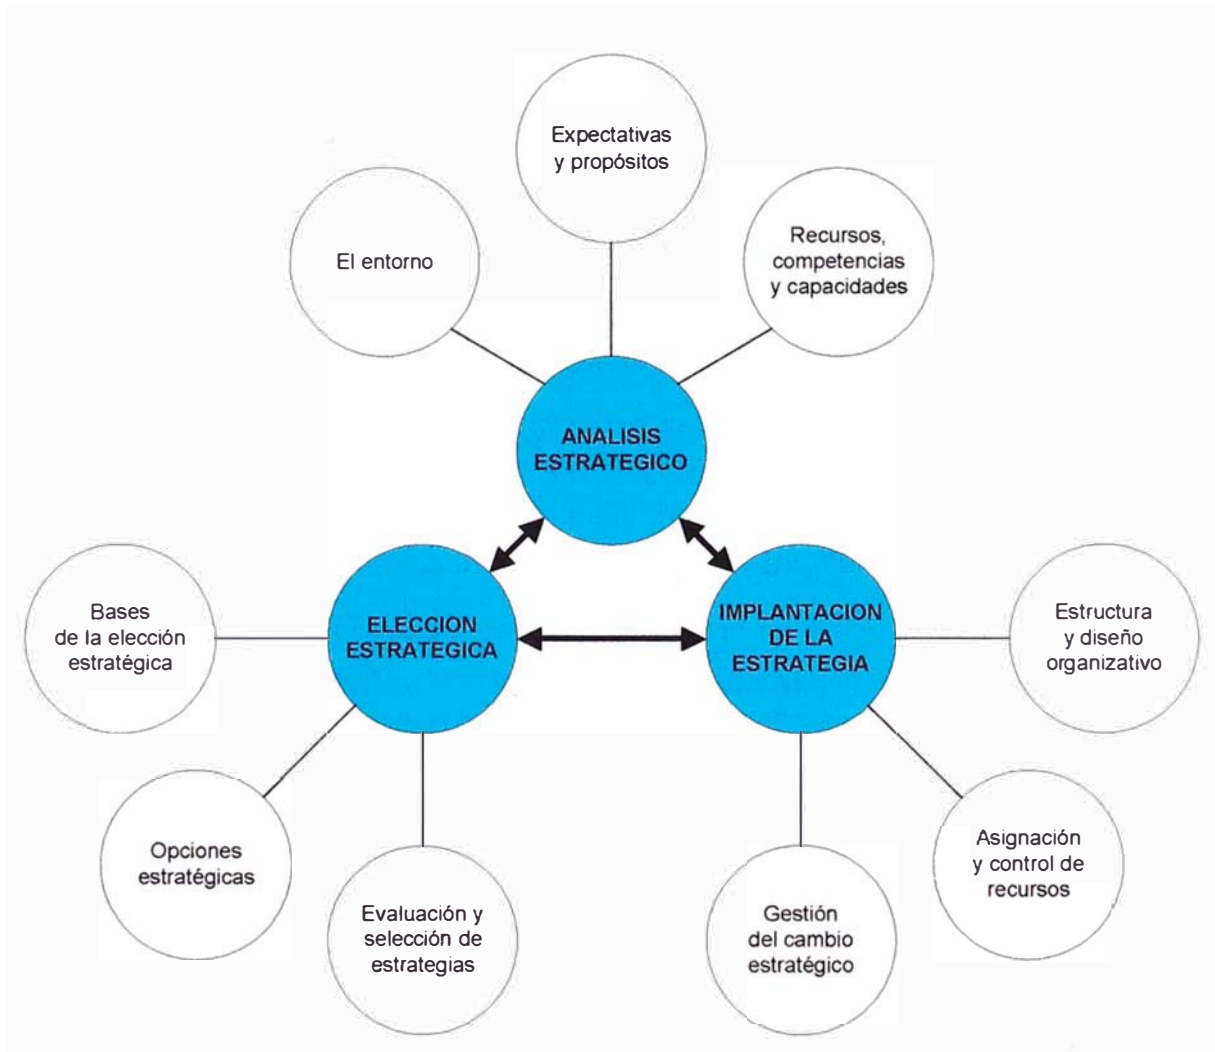 Expectativas
y propósitos
El entorno
Recursos,
competencias
y capacidades
ANALISIS
ESTRATEGICO
Bases
de la elección
estratégica
ELECCION
ESTRATEGICA
IMPLANTACION
DE LA
ESTRATEGIA
Estructura
y diseño
organizativo
Opciones
estratégicas
Evaluación y
selección de
estrategias
Gestión
del cambio
estratégico
Asignación
y control de
recursos